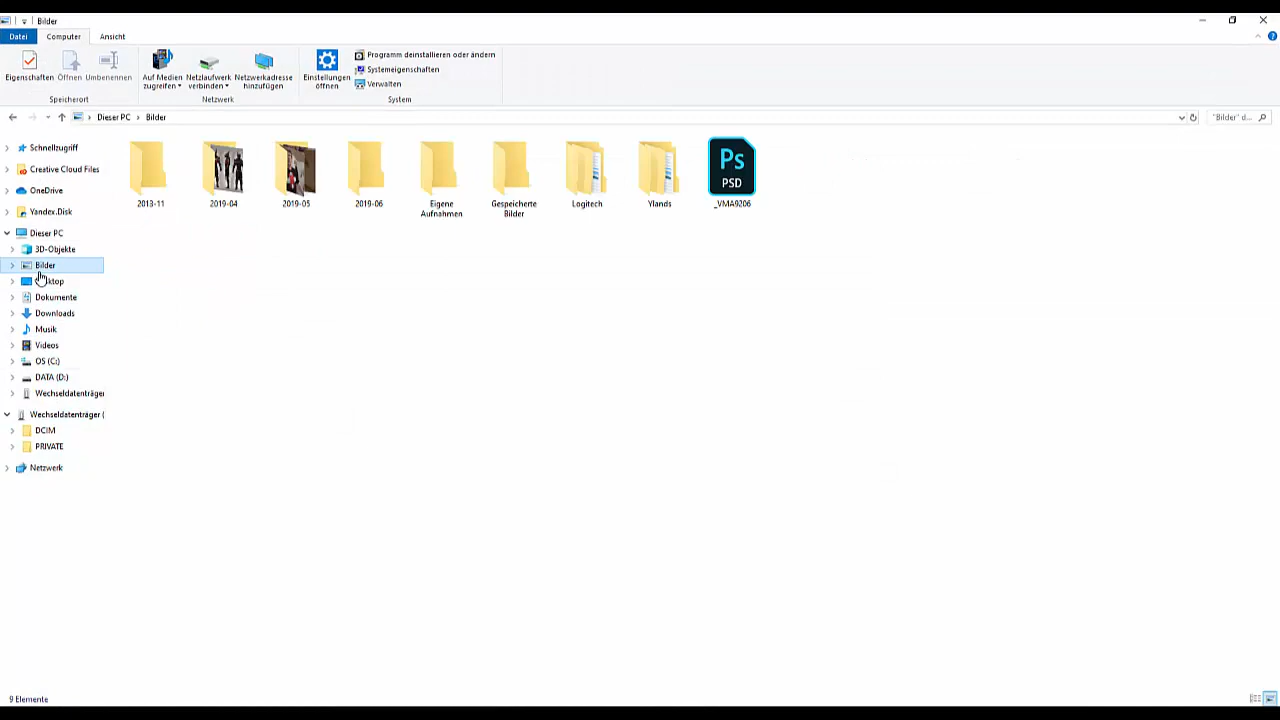 Bilder
Datei Computer Ansicht
Eigenschaften Öffnen Umbenennen
Auf Medien zugreifen Netzlaufwerk verbinden Netzwerkadresse hinzufügen
Einstellungen öffnen
Programm deinstallieren oder ändern
Systemeigenschaften
Verwalten
Speicherort Netzwerk System
Dieser PC Bilder
"Bilder" d...
Schnellzugriff
Creative Cloud Files
OneDrive
Yandex.Disk
Dieser PC
3D-Objekte
Bilder
ktop
Dokumente
Downloads
Musik
Videos
OS (C:)
DATA (D:)
Wechseldatenträger
Wechseldatenträger (
DCIM
PRIVATE
Netzwerk
Ps
PSD
2013-11 2019-04 2019-05 2019-06 Eigene Aufnahmen Gespeicherte Bilder Logitech Ylands _VMA9206
9 Elemente